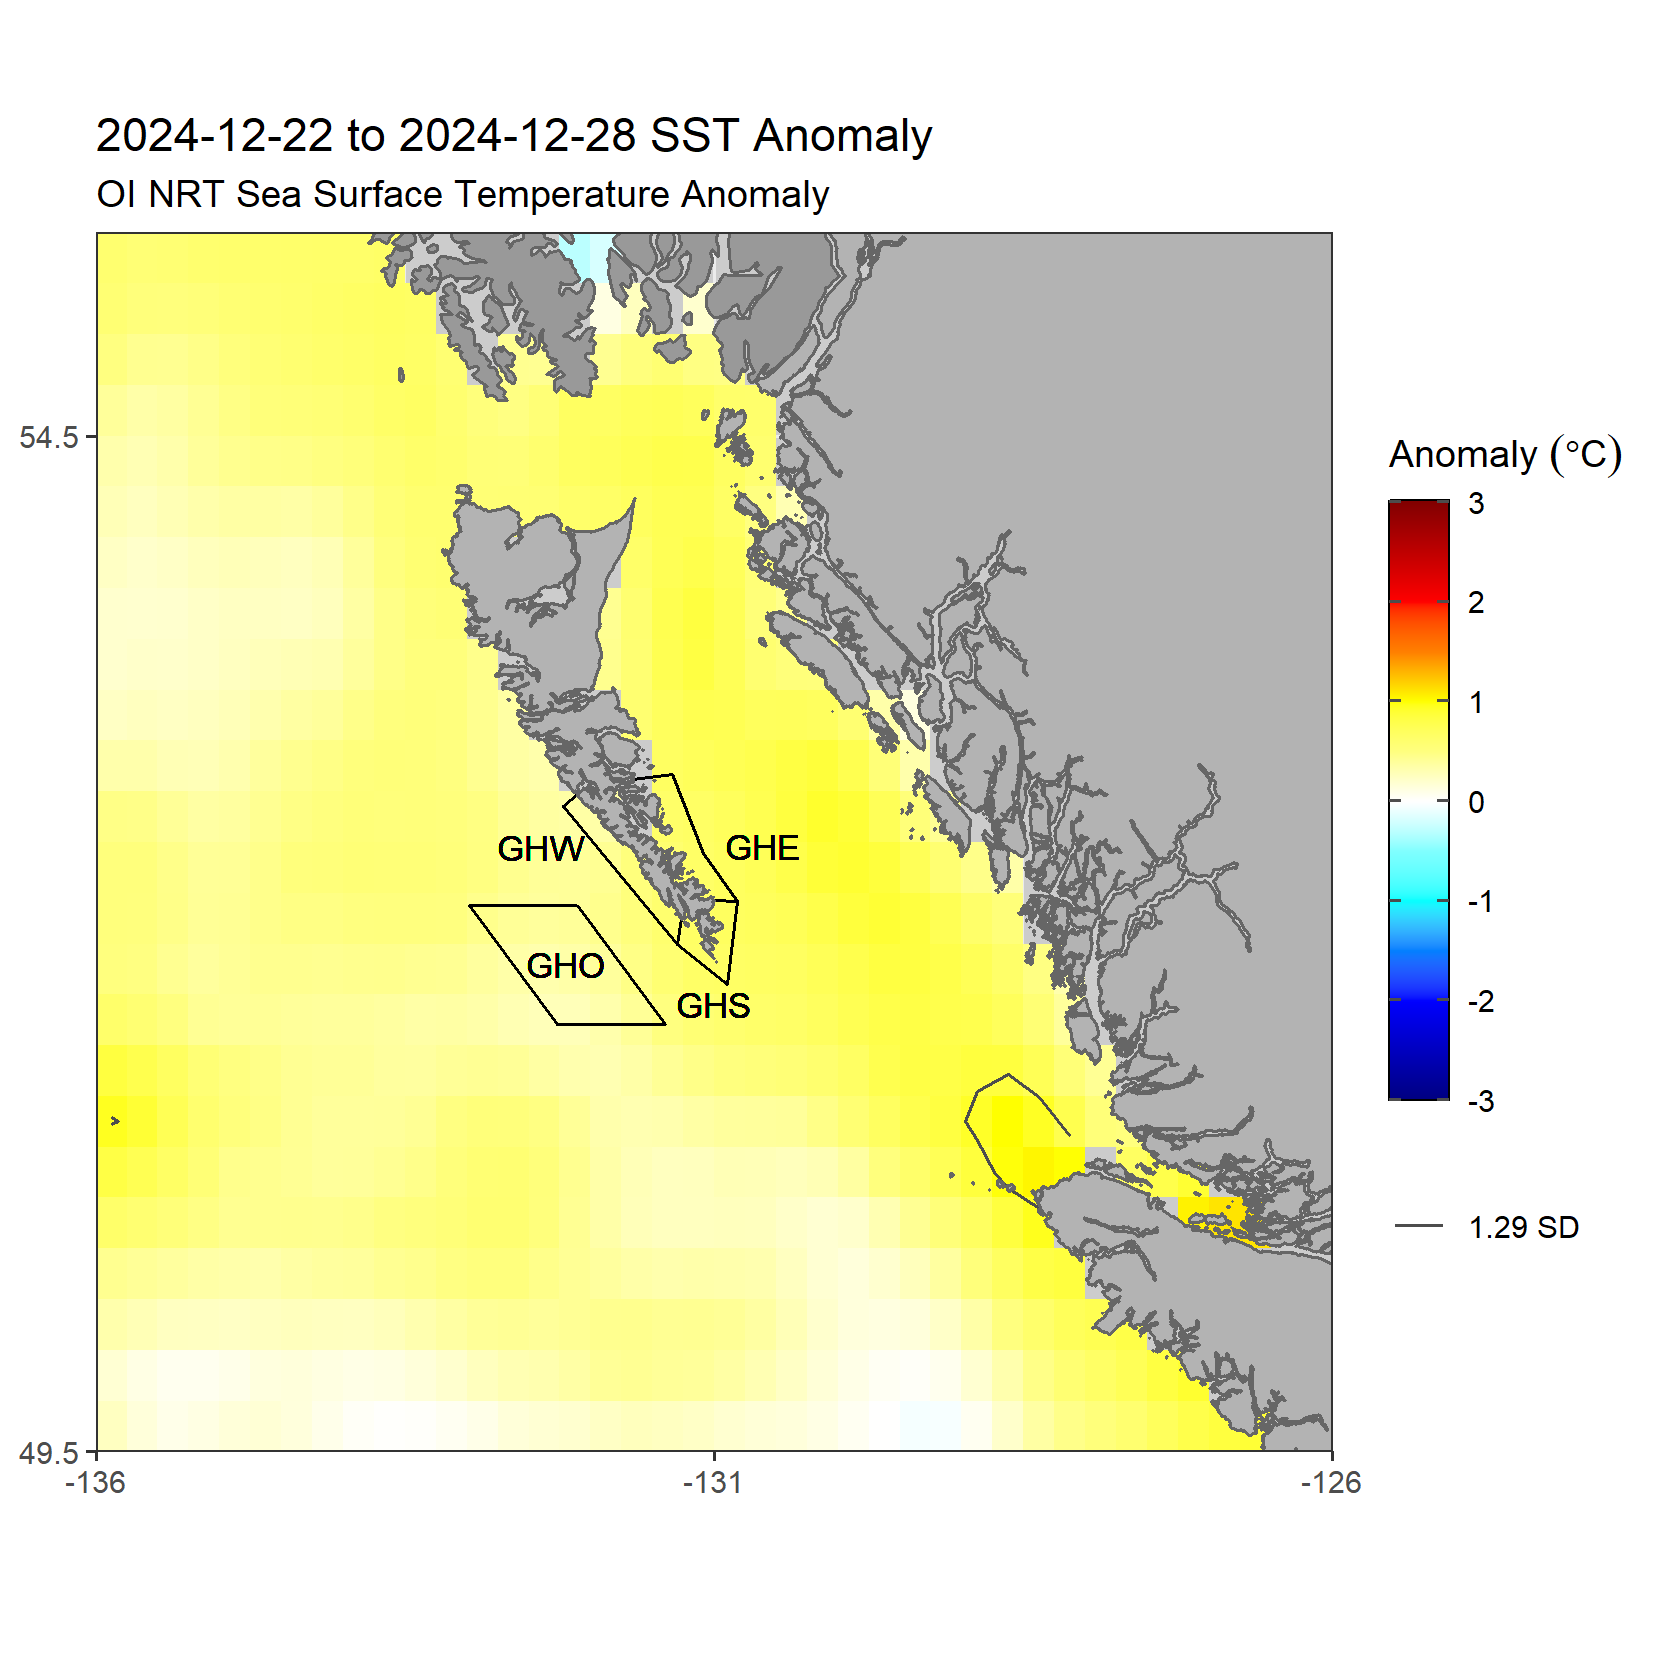 2024-12-22 to 2024-12-28 SST Anomaly
OI NRT Sea Surface Temperature Anomaly
54.5
49.5
-136
-131
-126
GHW
GHE
GHO
GHS
Anomaly (°C)
3
2
1
0
-1
-2
-3
1.29 SD